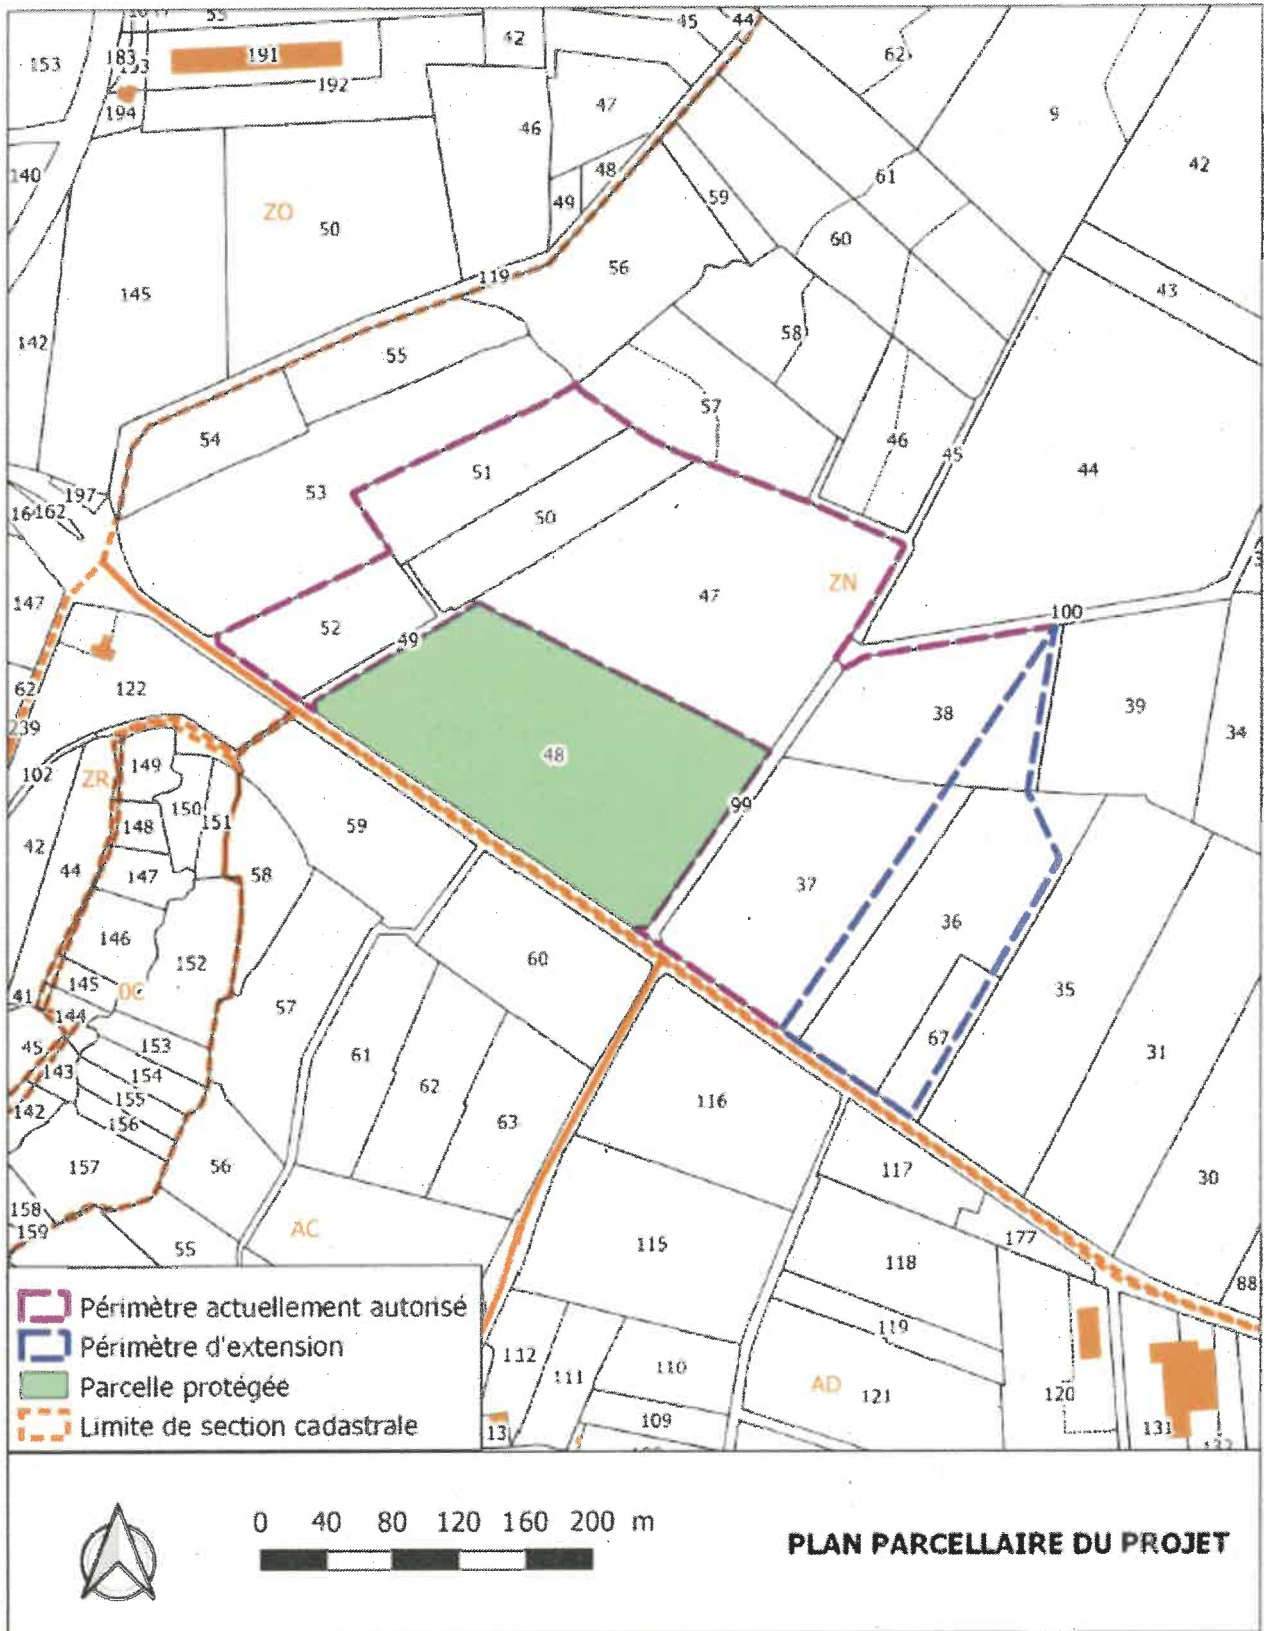 55 45 44
42 62
153 183 193 191
192
194
47 9
46
140 48 42
49 59 61
ZO 50
60
56
119
145 43
58
142 55
57
54 46
45
51 44
53
197
162
50
ZN
147 47
100
52
49
62
122
239
38 39
34
48
102 ZR 149
150 151 99
148
59
42
44 147 58 37
36
146
152 60
145
41 0C 57
35
144
45 153 61 67
143 154 62 31
155 116
142 156 63
157 56 117
158 30
159 AC
55 115 177
118
88
119
112 111 110
AD 121 120
109
13 131
Périmètre actuellement autorisé
Périmètre d'extension
Parcelle protégée
Limite de section cadastrale
0 40 80 120 160 200 m
PLAN PARCELLAIRE DU PROJET